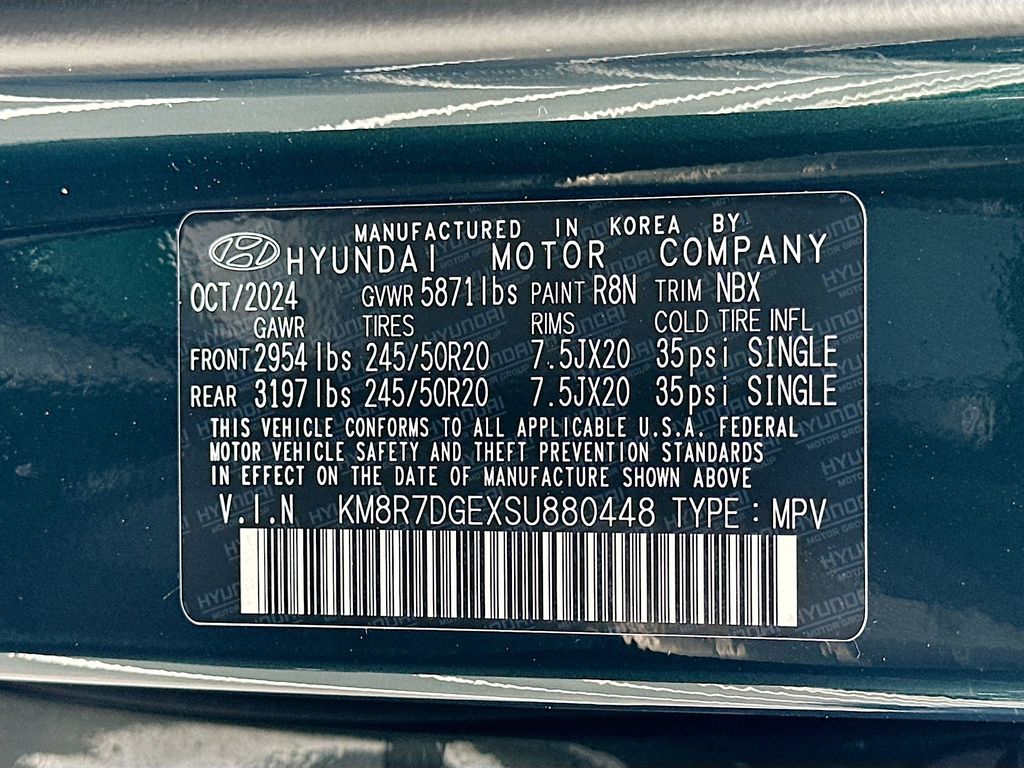 MANUFACTURED IN KOREA BY
HYUNDAI MOTOR COMPANY
OCT/2024 GVWR 5871lbs PAINT R8N TRIM NBX
GAWR TIRES RIMS COLD TIRE INFL
FRONT 2954lbs 245/50R20 7.5JX20 35psi SINGLE
REAR 3197lbs 245/50R20 7.5JX20 35psi SINGLE
THIS VEHICLE CONFORMS TO ALL APPLICABLE U.S.A. FEDERAL
MOTOR VEHICLE SAFETY AND THEFT PREVENTION STANDARDS
IN EFFECT ON THE DATE OF MANUFACTURE SHOWN ABOVE
V.I.N KM8R7DGEXSU880448 TYPE : MPV